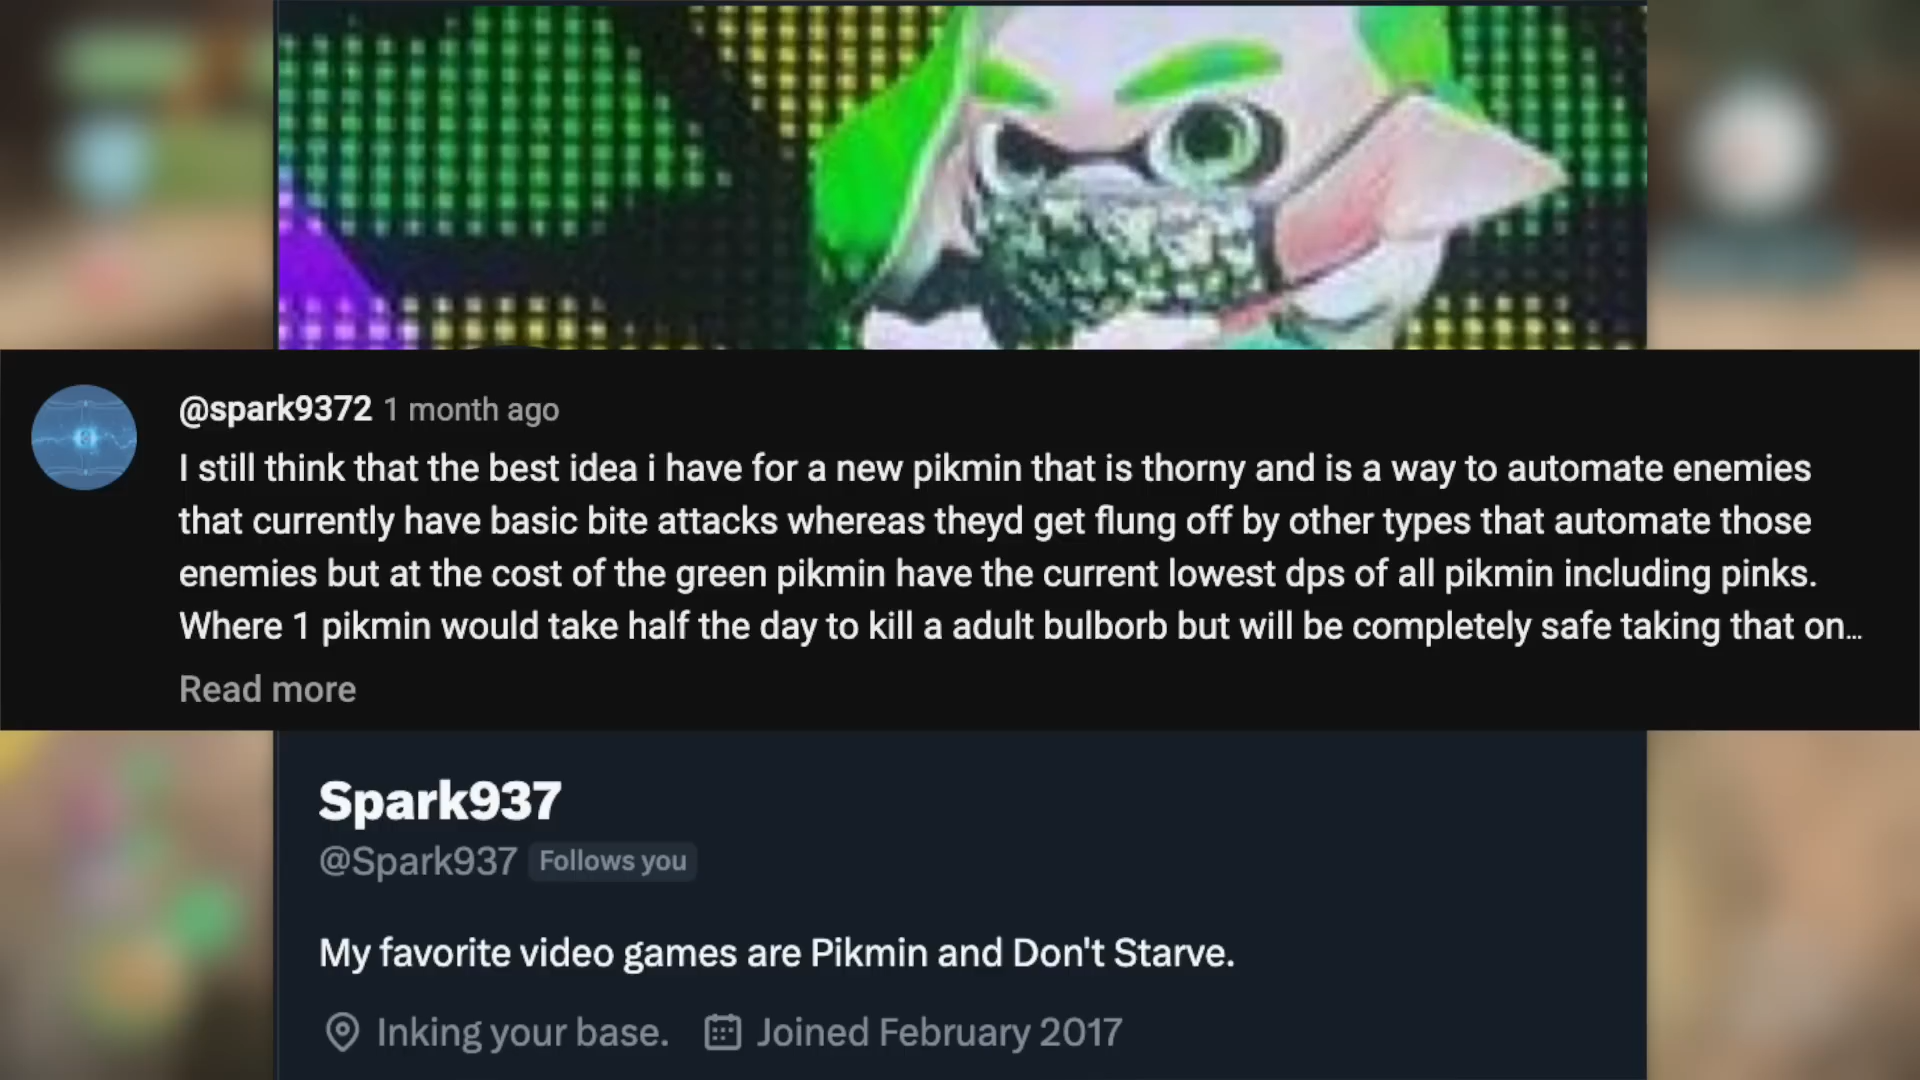 @spark9372 1 month ago
I still think that the best idea i have for a new pikmin that is thorny and is a way to automate enemies
that currently have basic bite attacks whereas theyd get flung off by other types that automate those
enemies but at the cost of the green pikmin have the current lowest dps of all pikmin including pinks.
Where 1 pikmin would take half the day to kill a adult bulborb but will be completely safe taking that on...
Read more
Spark937
@Spark937 Follows you
My favorite video games are Pikmin and Don't Starve.
Inking your base. Joined February 2017